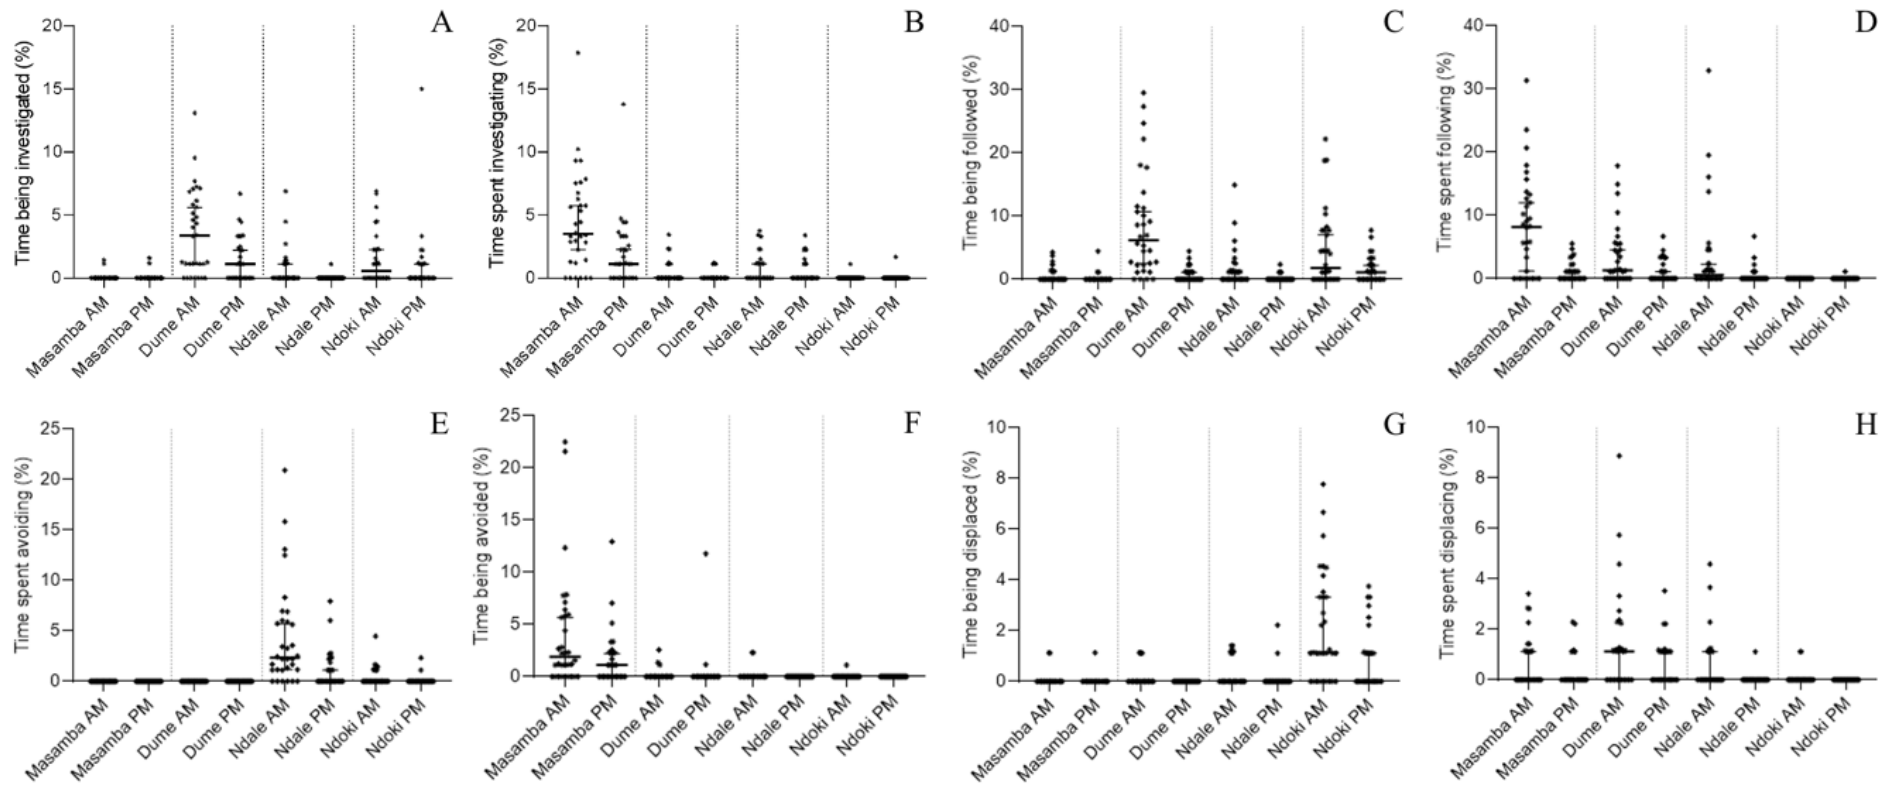 A
Time being investigated (%)
20
15
10
5
0
Masamba AM
Masamba PM
Dume AM
Dume PM
Ndale AM
Ndale PM
Ndoki AM
Ndoki PM
B
Time spent investigating (%)
20
15
10
5
0
Masamba AM
Masamba PM
Dume AM
Dume PM
Ndale AM
Ndale PM
Ndoki AM
Ndoki PM
C
Time being followed (%)
40
30
20
10
0
Masamba AM
Masamba PM
Dume AM
Dume PM
Ndale AM
Ndale PM
Ndoki AM
Ndoki PM
D
Time spent following (%)
40
30
20
10
0
Masamba AM
Masamba PM
Dume AM
Dume PM
Ndale AM
Ndale PM
Ndoki AM
Ndoki PM
E
Time spent avoiding (%)
25
20
15
10
5
0
Masamba AM
Masamba PM
Dume AM
Dume PM
Ndale AM
Ndale PM
Ndoki AM
Ndoki PM
F
Time being avoided (%)
25
20
15
10
5
0
Masamba AM
Masamba PM
Dume AM
Dume PM
Ndale AM
Ndale PM
Ndoki AM
Ndoki PM
G
Time being displaced (%)
10
8
6
4
2
0
Masamba AM
Masamba PM
Dume AM
Dume PM
Ndale AM
Ndale PM
Ndoki AM
Ndoki PM
H
Time spent displacing (%)
10
8
6
4
2
0
Masamba AM
Masamba PM
Dume AM
Dume PM
Ndale AM
Ndale PM
Ndoki AM
Ndoki PM